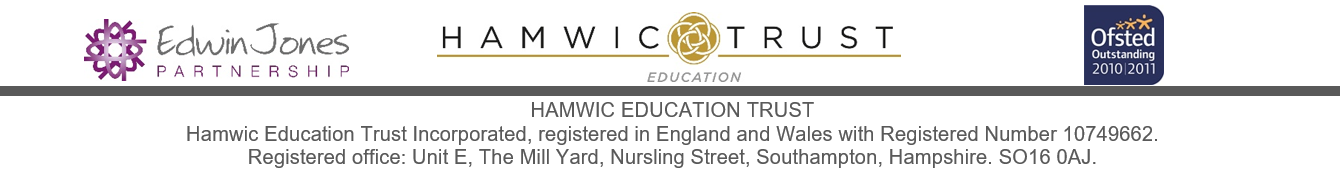 Edwin Jones
PARTNERSHIP
HAMWIC TRUST
EDUCATION
Ofsted
Outstanding
2010|2011
HAMWIC EDUCATION TRUST
Hamwic Education Trust Incorporated, registered in England and Wales with Registered Number 10749662.
Registered office: Unit E, The Mill Yard, Nursling Street, Southampton, Hampshire. SO16 0AJ.